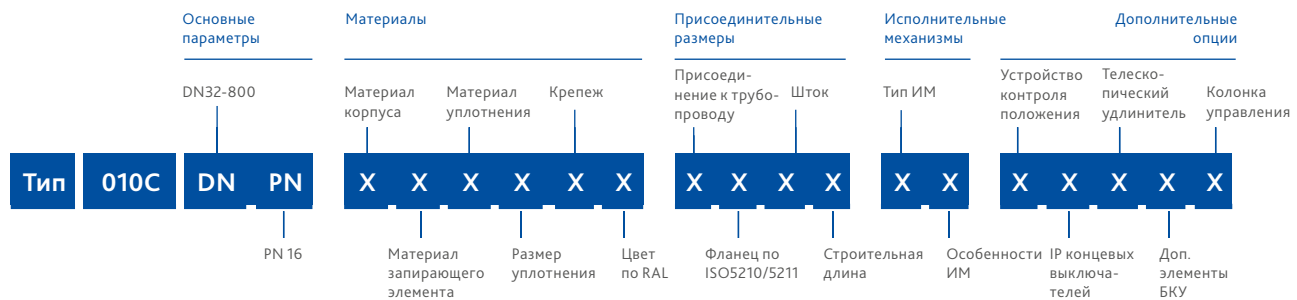 Основные
параметры
Материалы
Присоединительные
размеры
Исполнительные
механизмы
Дополнительные
опции
DN32-800
Материал
корпуса
Материал
уплотнения
Крепеж
Присоеди-
нение к трубо-
проводу
Шток
Тип ИМ
Устройство
контроля
положения
Телеско-
пический
удлинитель
Колонка
управления
Тип 010С DN PN X X X X X X X X X X X X X X X X X
PN 16
Материал
запирающего
элемента
Размер
уплотнения
Цвет
по RAL
Фланец по
ISO5210/5211
Строительная
длина
Особенности
ИМ
IP концевых
выключа-
телей
Доп.
элементы
БКУ